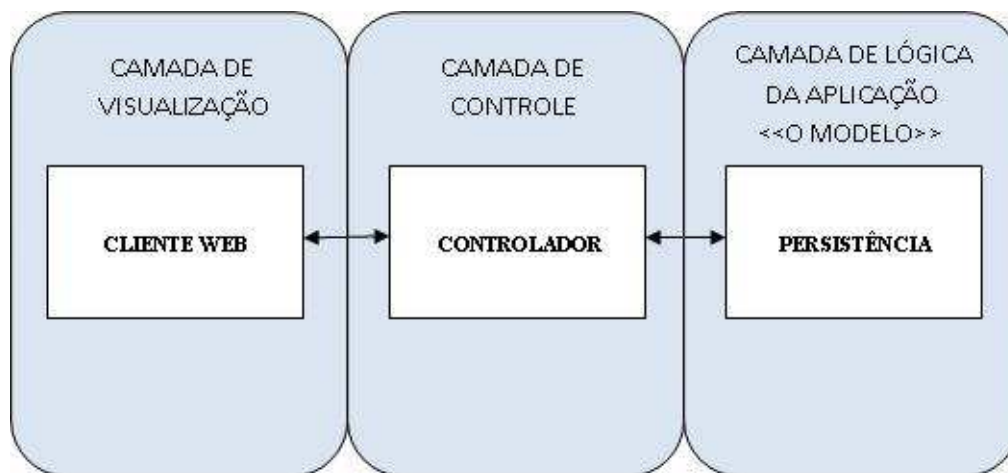 CAMADA DE
VISUALIZAÇÃO
CLIENTE WEB
CAMADA DE
CONTROLE
CONTROLADOR
CAMADA DE LÓGICA
DA APLICAÇÃO
<<O MODELO>>
PERSISTÊNCIA